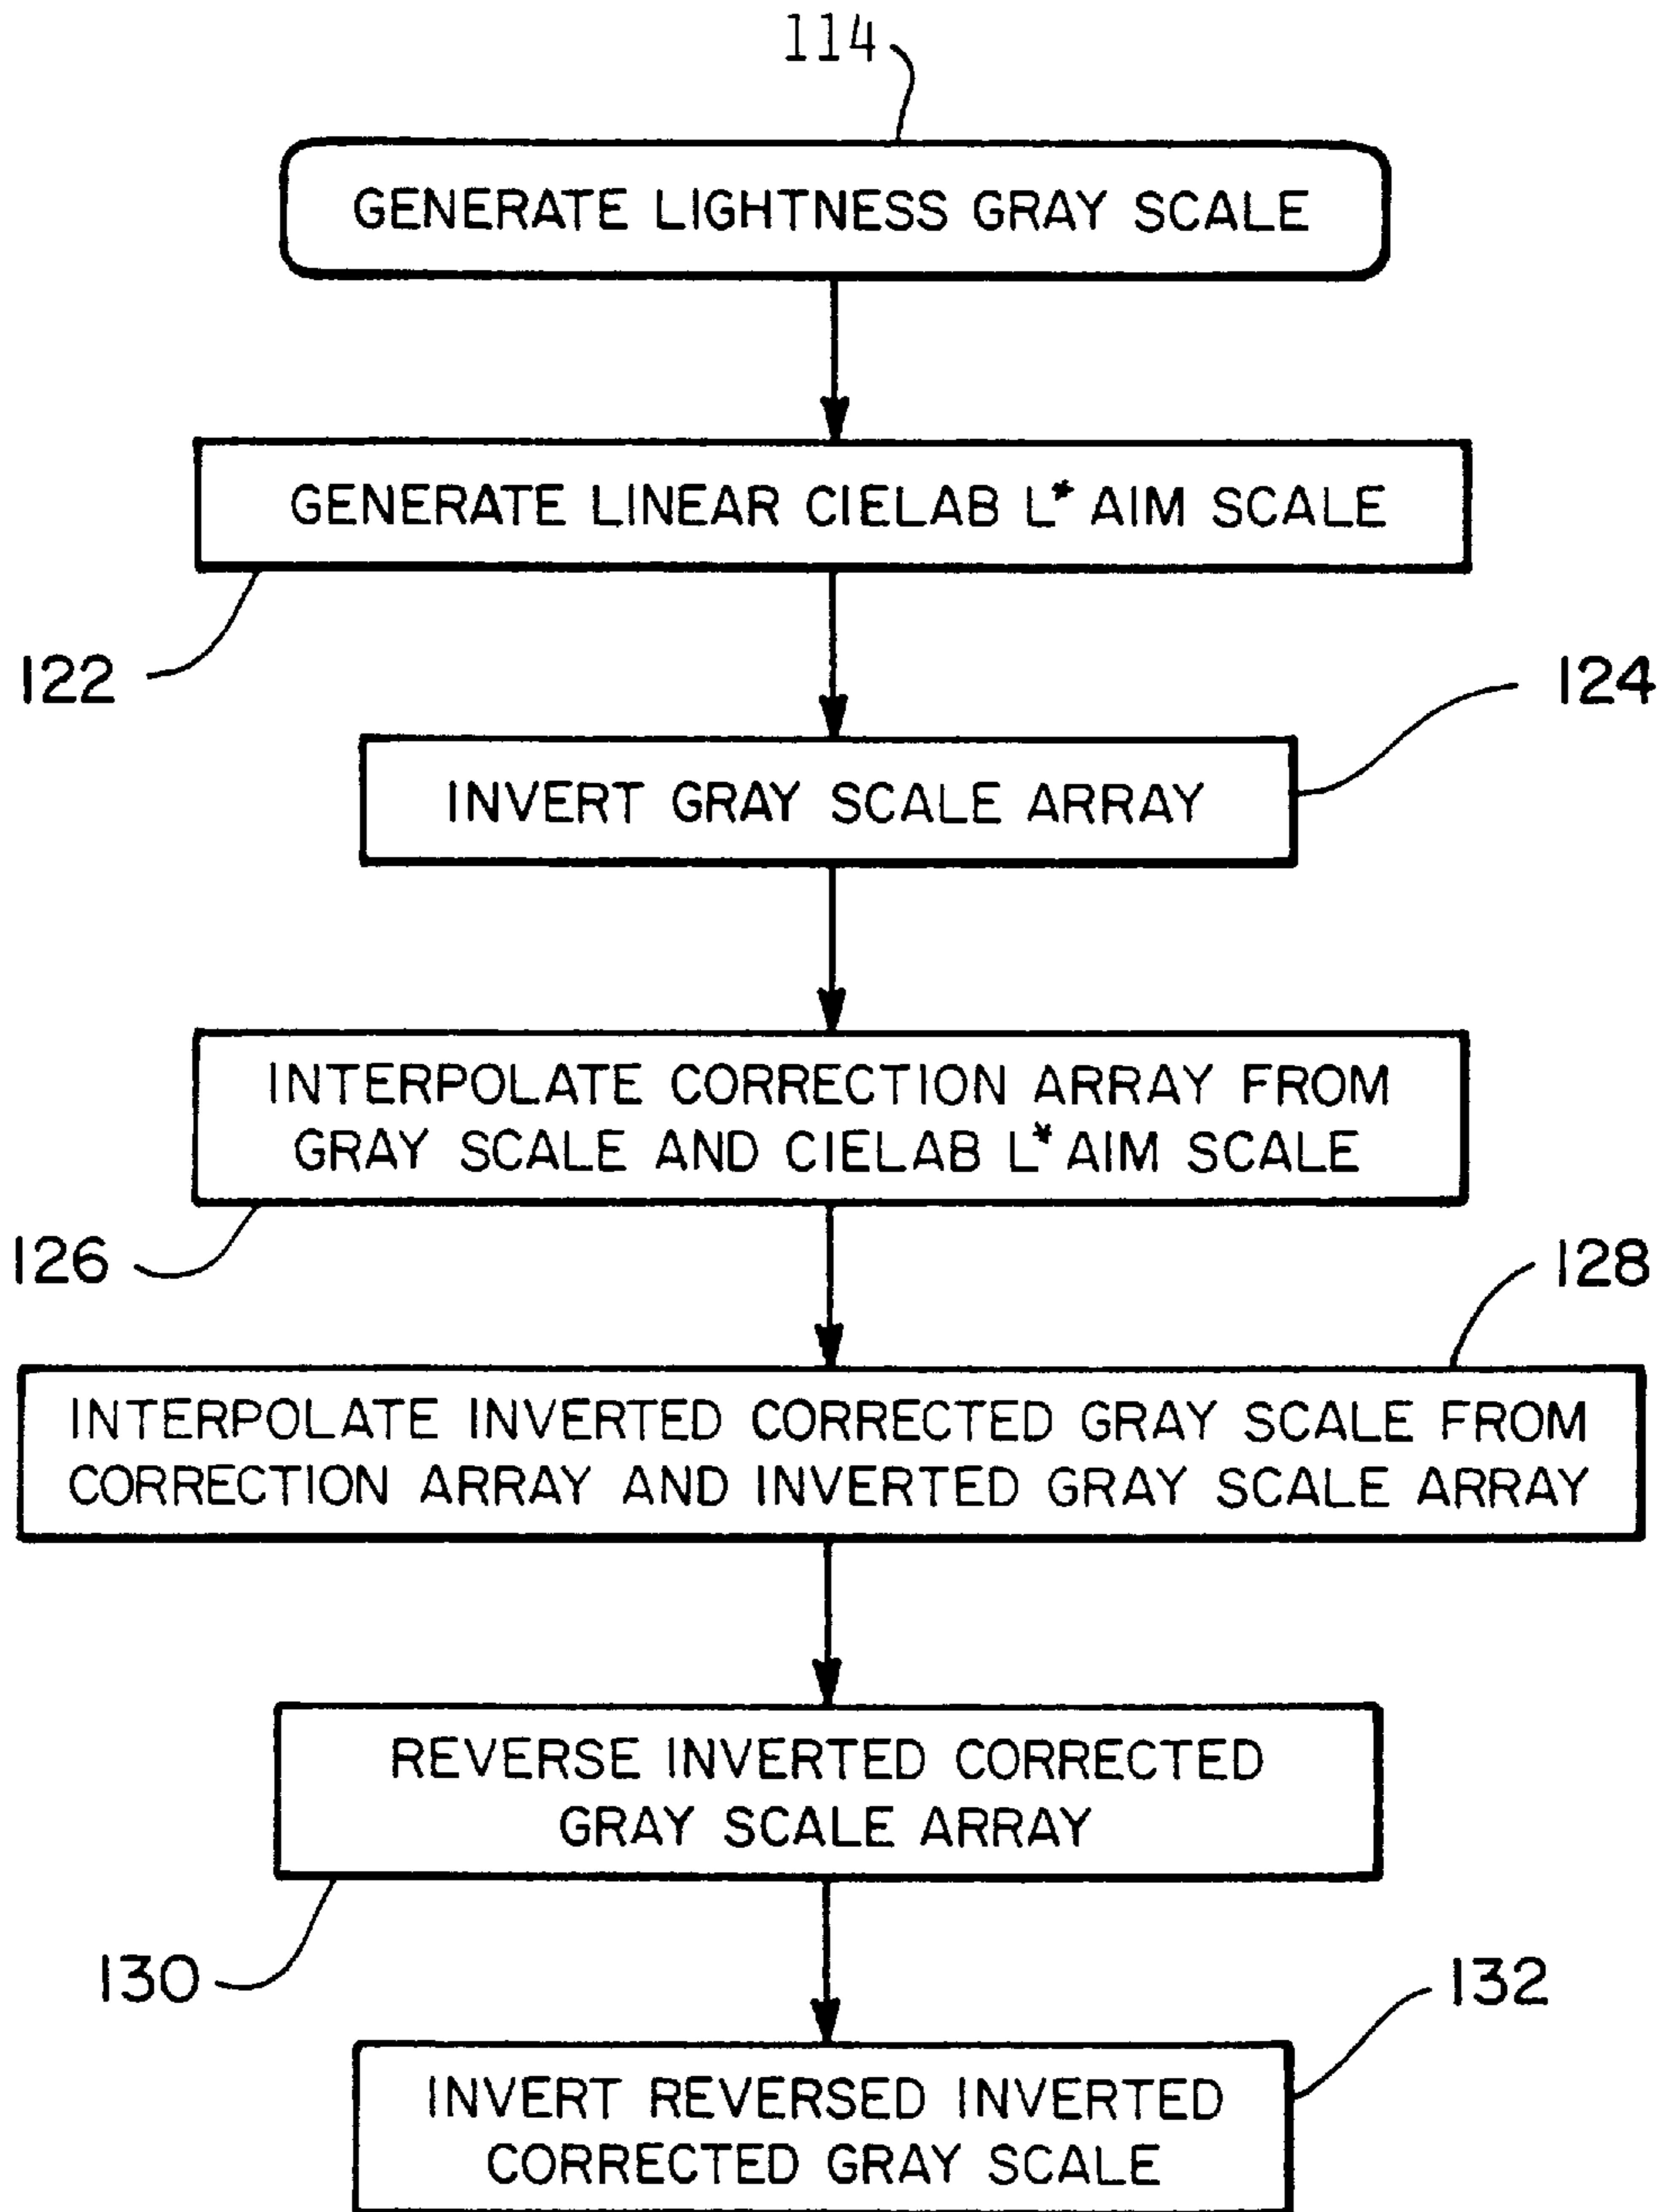 114
GENERATE LIGHTNESS GRAY SCALE
GENERATE LINEAR CIELAB L* AIM SCALE
122
124
INVERT GRAY SCALE ARRAY
INTERPOLATE CORRECTION ARRAY FROM
GRAY SCALE AND CIELAB L* AIM SCALE
126
128
INTERPOLATE INVERTED CORRECTED GRAY SCALE FROM
CORRECTION ARRAY AND INVERTED GRAY SCALE ARRAY
REVERSE INVERTED CORRECTED
GRAY SCALE ARRAY
130
132
INVERT REVERSED INVERTED
CORRECTED GRAY SCALE